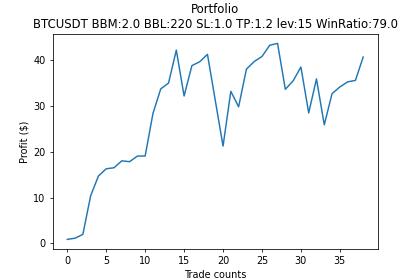 Portfolio
BTCUSDT BBM:2.0 BBL:220 SL:1.0 TP:1.2 lev:15 WinRatio:79.0
40
30
20
10
0
Profit ($)
0 5 10 15 20 25 30 35
Trade counts